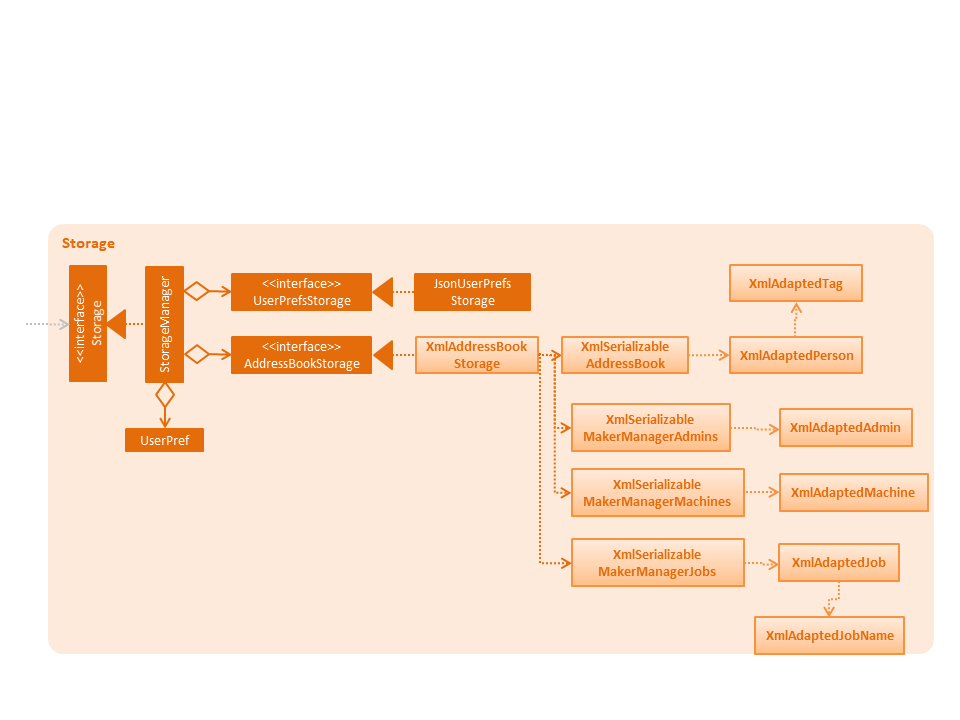 Storage
<<interface>>
Storage
StorageManager
<<interface>>
UserPrefsStorage
JsonUserPrefs
Storage
<<interface>>
AddressBookStorage
XmlAddressBook
Storage
XmlSerializable
AddressBook
XmlAdaptedTag
XmlAdaptedPerson
UserPref
XmlSerializable
MakerManagerAdmins
XmlAdaptedAdmin
XmlSerializable
MakerManagerMachines
XmlAdaptedMachine
XmlSerializable
MakerManagerJobs
XmlAdaptedJob
XmlAdaptedJobName